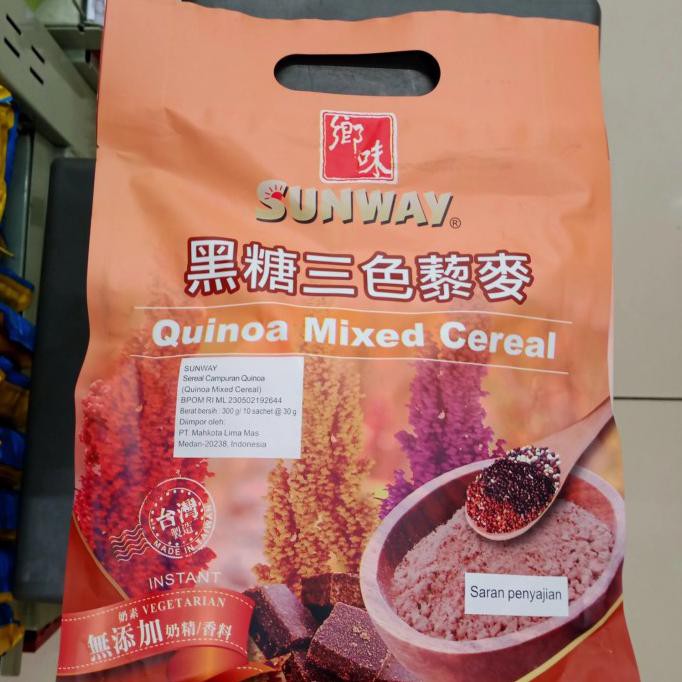 鄉味
SUNWAY®
黑糖三色藜麥
Quinoa Mixed Cereal
SUNWAY
Sereal Campuran Quinoa
(Quinoa Mixed Cereal)
BPOM RI ML 230502192644
Berat bersih : 300 g/ 10 sachet @ 30 g
Diimpor oleh:
PT. Mahkota Lima Mas
Medan-20238, Indonesia
台灣
製造
MADE IN TAIWAN
INSTANT
奶素 VEGETARIAN
無添加 奶精/香料
Saran penyajian